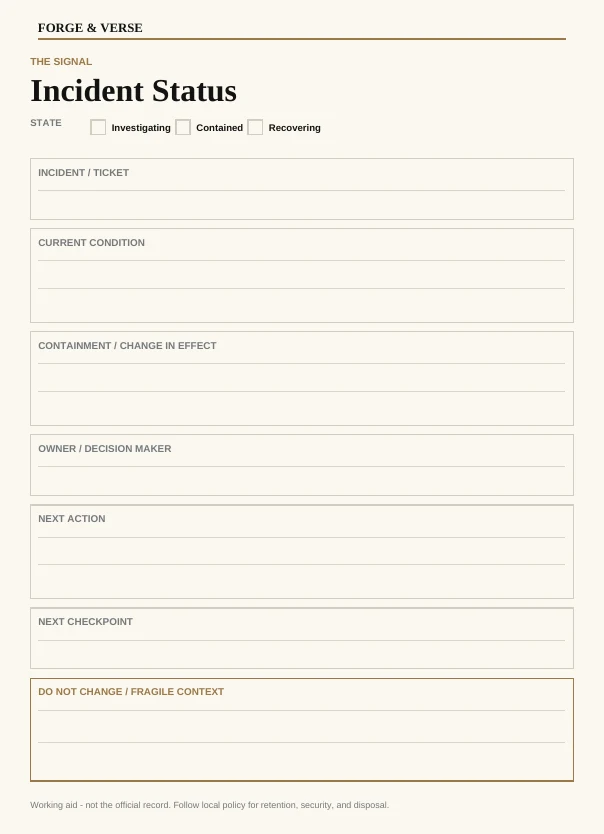 FORGE & VERSE
THE SIGNAL
Incident Status
STATE
Investigating Contained Recovering
INCIDENT / TICKET
CURRENT CONDITION
CONTAINMENT / CHANGE IN EFFECT
OWNER / DECISION MAKER
NEXT ACTION
NEXT CHECKPOINT
DO NOT CHANGE / FRAGILE CONTEXT
Working aid - not the official record. Follow local policy for retention, security, and disposal.